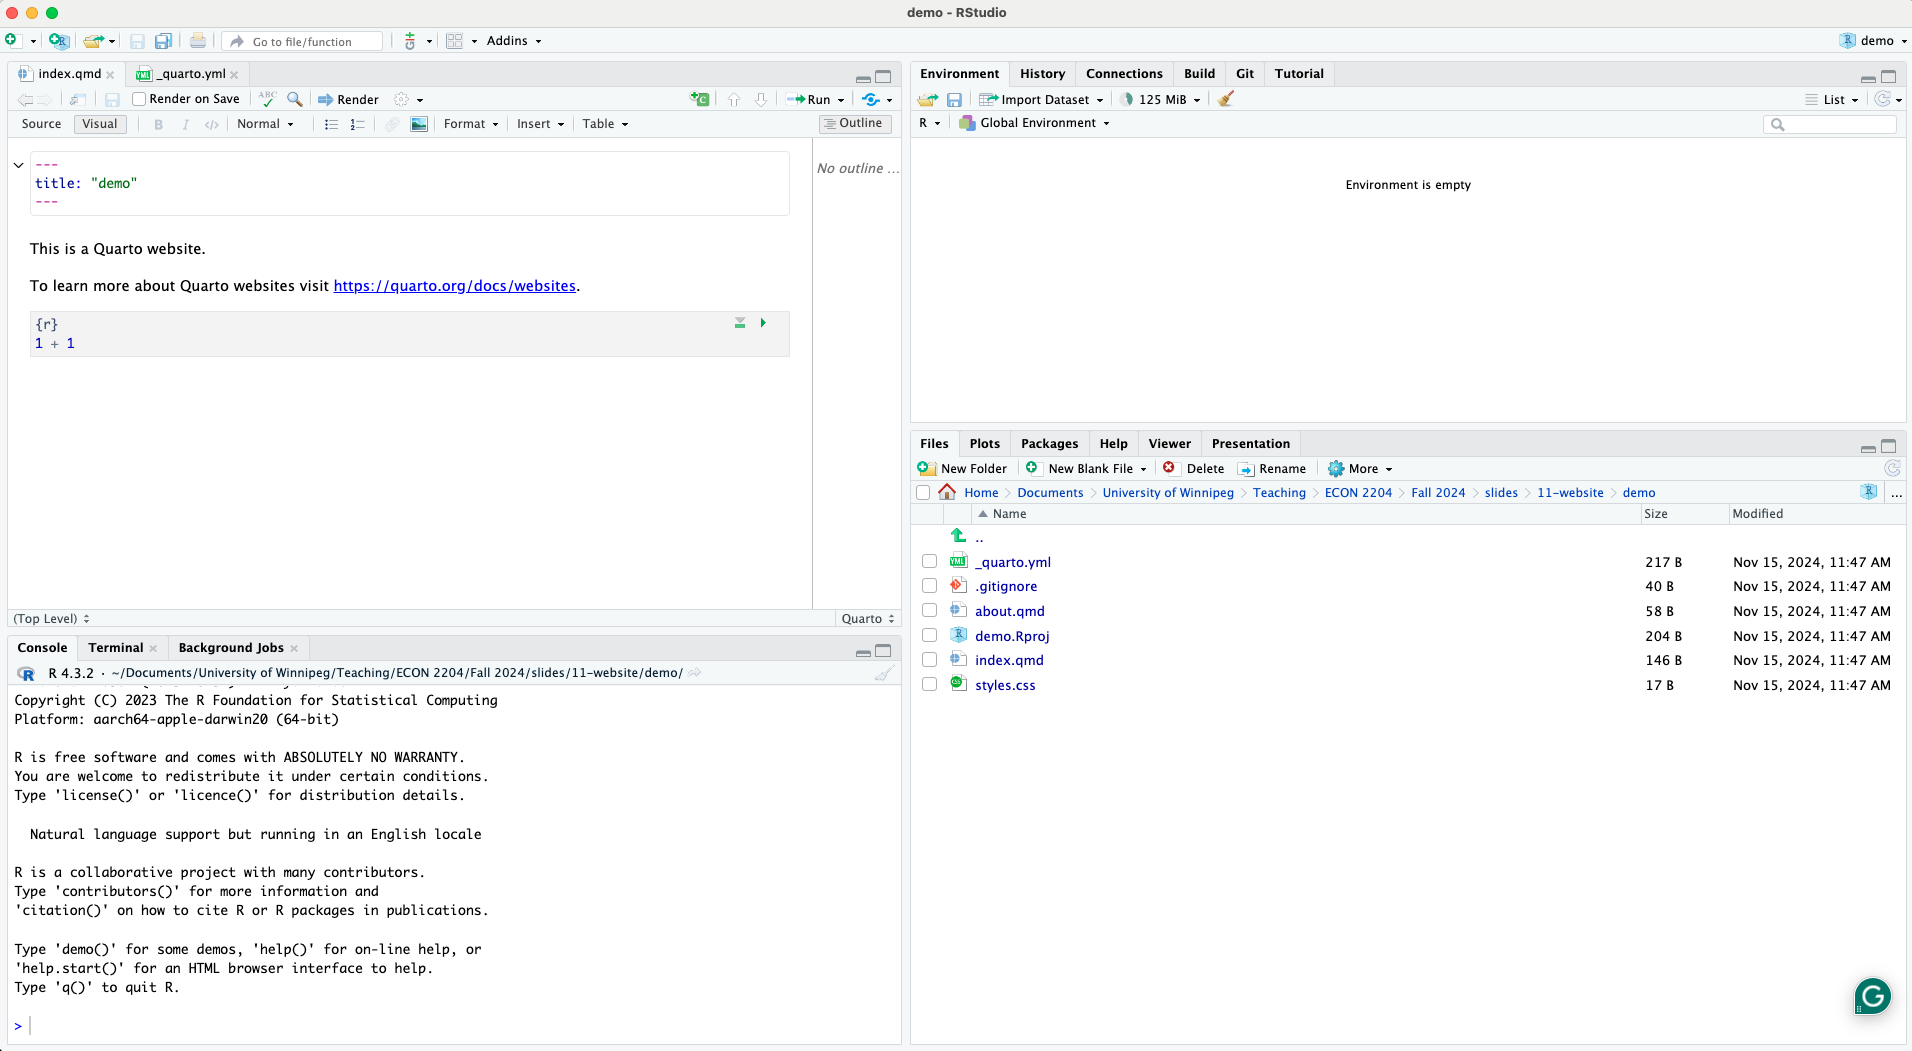 demo - RStudio
Go to file/function
Addins
demo
index.qmd
_quarto.yml
Render on Save
ABC
Render
Run
Source
Visual
B
I
</>
Normal
Format
Insert
Table
Outline
---
title: "demo"
---
No outline ...
This is a Quarto website.
To learn more about Quarto websites visit https://quarto.org/docs/websites.
{r}
1 + 1
(Top Level)
Quarto
Console
Terminal
Background Jobs
R 4.3.2 · ~/Documents/University of Winnipeg/Teaching/ECON 2204/Fall 2024/slides/11-website/demo/
Copyright (C) 2023 The R Foundation for Statistical Computing
Platform: aarch64-apple-darwin20 (64-bit)
R is free software and comes with ABSOLUTELY NO WARRANTY.
You are welcome to redistribute it under certain conditions.
Type 'license()' or 'licence()' for distribution details.
Natural language support but running in an English locale
R is a collaborative project with many contributors.
Type 'contributors()' for more information and
'citation()' on how to cite R or R packages in publications.
Type 'demo()' for some demos, 'help()' for on-line help, or
'help.start()' for an HTML browser interface to help.
Type 'q()' to quit R.
>
Environment
History
Connections
Build
Git
Tutorial
Import Dataset
125 MiB
List
R
Global Environment
Environment is empty
Files
Plots
Packages
Help
Viewer
Presentation
New Folder
New Blank File
Delete
Rename
More
Home
Documents
University of Winnipeg
Teaching
ECON 2204
Fall 2024
slides
11-website
demo
...
Name
Size
Modified
..
_quarto.yml 217 B Nov 15, 2024, 11:47 AM
.gitignore 40 B Nov 15, 2024, 11:47 AM
about.qmd 58 B Nov 15, 2024, 11:47 AM
demo.Rproj 204 B Nov 15, 2024, 11:47 AM
index.qmd 146 B Nov 15, 2024, 11:47 AM
styles.css 17 B Nov 15, 2024, 11:47 AM